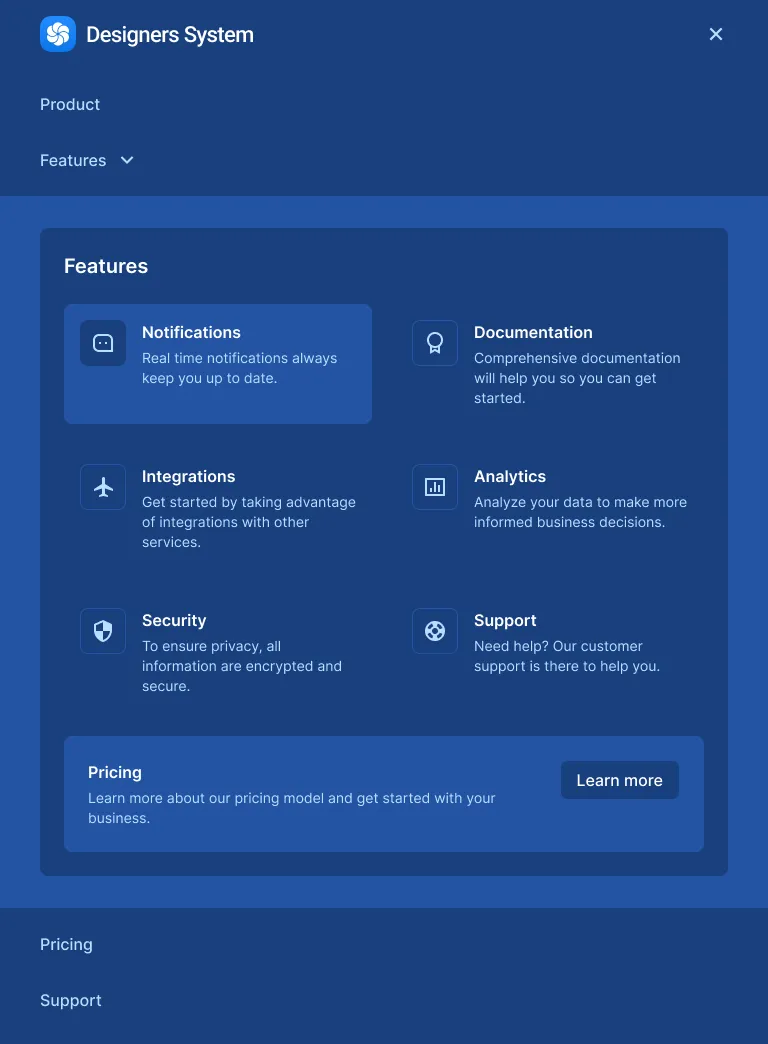 Designers System
Product
Features
Features
Notifications
Real time notifications always
keep you up to date.
Documentation
Comprehensive documentation
will help you so you can get
started.
Integrations
Get started by taking advantage
of integrations with other
services.
Analytics
Analyze your data to make more
informed business decisions.
Security
To ensure privacy, all
information are encrypted and
secure.
Support
Need help? Our customer
support is there to help you.
Pricing
Learn more about our pricing model and get started with your
business.
Learn more
Pricing
Support